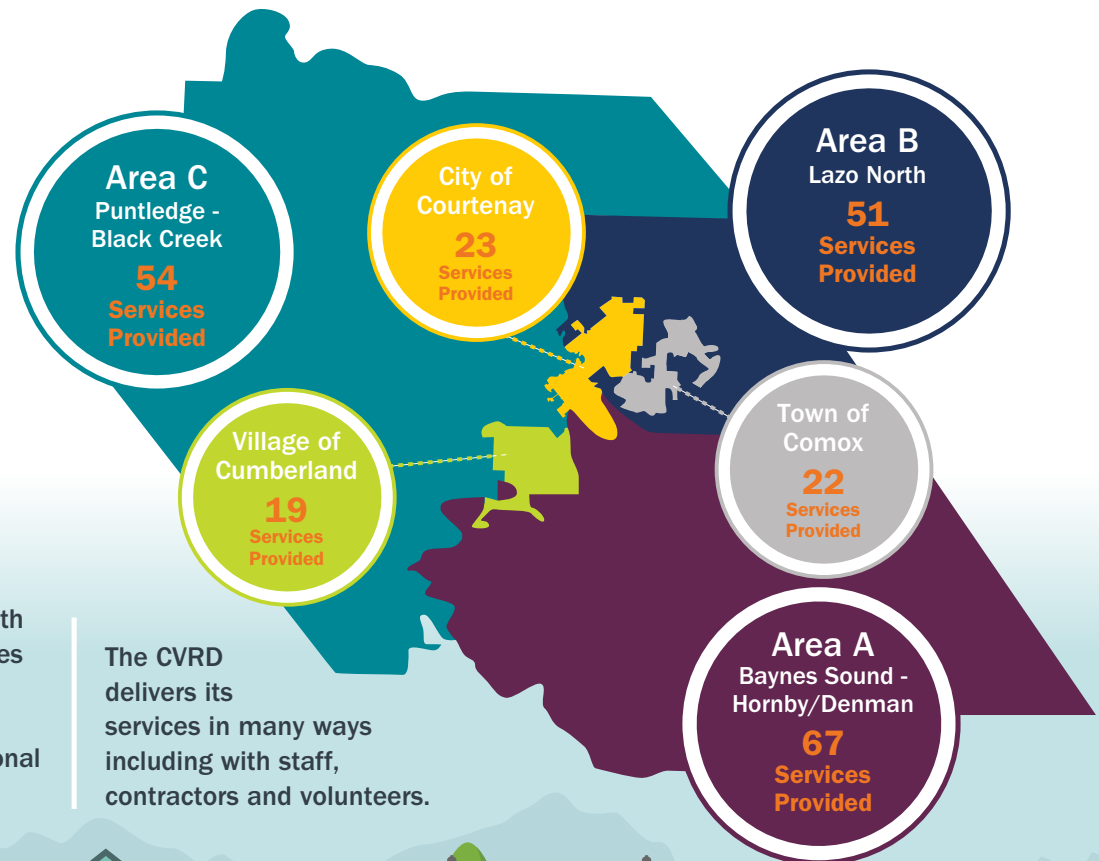 Area C
Puntledge -
Black Creek
54
Services
Provided
City of
Courtenay
23
Services
Provided
Area B
Lazo North
51
Services
Provided
Village of
Cumberland
19
Services
Provided
Town of
Comox
22
Services
Provided
Area A
Baynes Sound -
Hornby/Denman
67
Services
Provided
The CVRD
delivers its
services in many ways
including with staff,
contractors and volunteers.